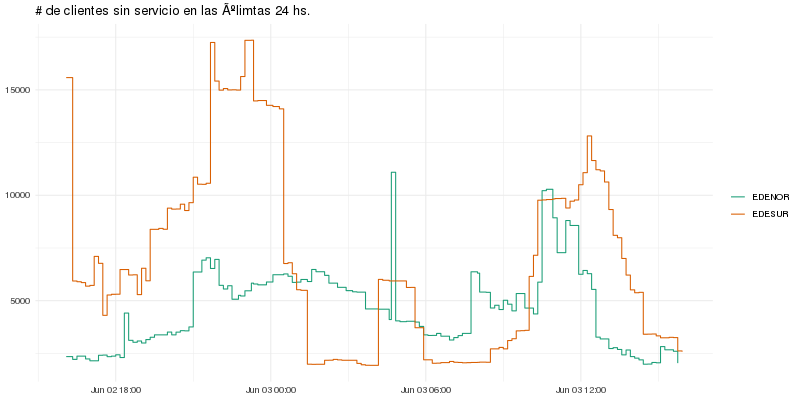 # de clientes sin servicio en las Ãºlimtas 24 hs.
15000
10000
5000
EDENOR
EDESUR
Jun 02 18:00 Jun 03 00:00 Jun 03 06:00 Jun 03 12:00